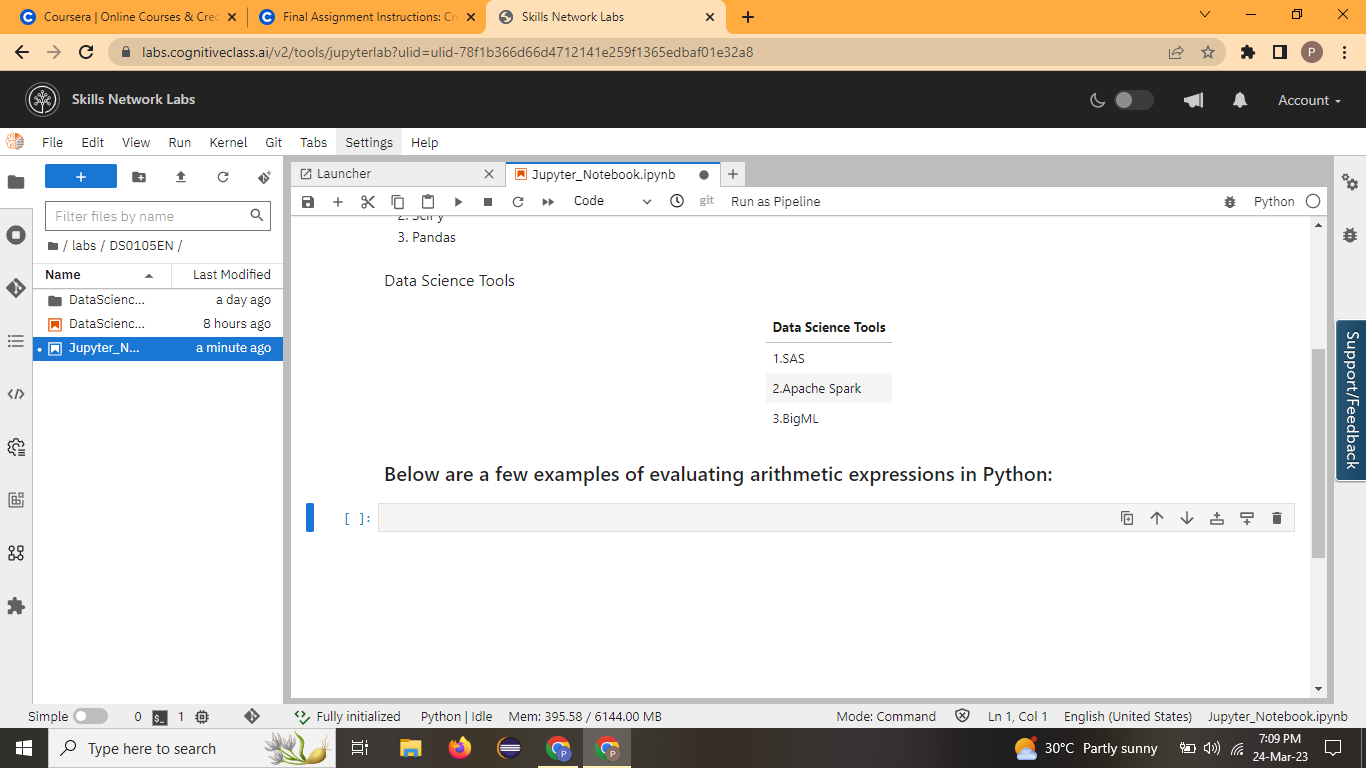 Coursera | Online Courses & Cre
Final Assignment Instructions: Cr
Skills Network Labs
labs.cognitiveclass.ai/v2/tools/jupyterlab?ulid=ulid-78f1b366d66d4712141e259f1365edbaf01e32a8
P
Skills Network Labs
Account
File Edit View Run Kernel Git Tabs Settings Help
Launcher
Jupyter_Notebook.ipynb
Code
git
Run as Pipeline
Python
Filter files by name
/ labs / DS0105EN /
Name Last Modified
DataScienc... a day ago
DataScienc... 8 hours ago
Jupyter_N... a minute ago
2. SciPy
3. Pandas
Data Science Tools
Data Science Tools
1.SAS
2.Apache Spark
3.BigML
Below are a few examples of evaluating arithmetic expressions in Python:
[ ]:
Support/Feedback
Simple 0 $_ 1 Fully initialized Python | Idle Mem: 395.58 / 6144.00 MB Mode: Command Ln 1, Col 1 English (United States) Jupyter_Notebook.ipynb
Type here to search
P
P
30°C Partly sunny
7:09 PM
24-Mar-23